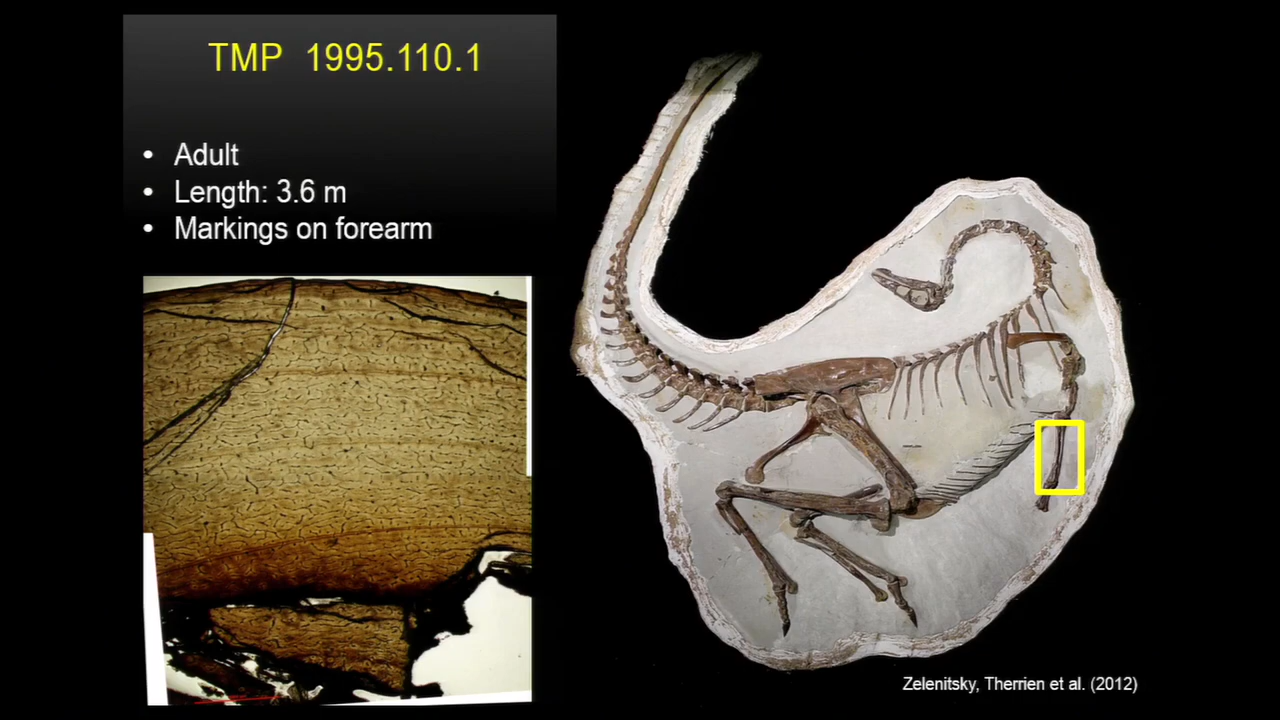 TMP 1995.110.1
• Adult
• Length: 3.6 m
• Markings on forearm
Zelenitsky, Therrien et al. (2012)